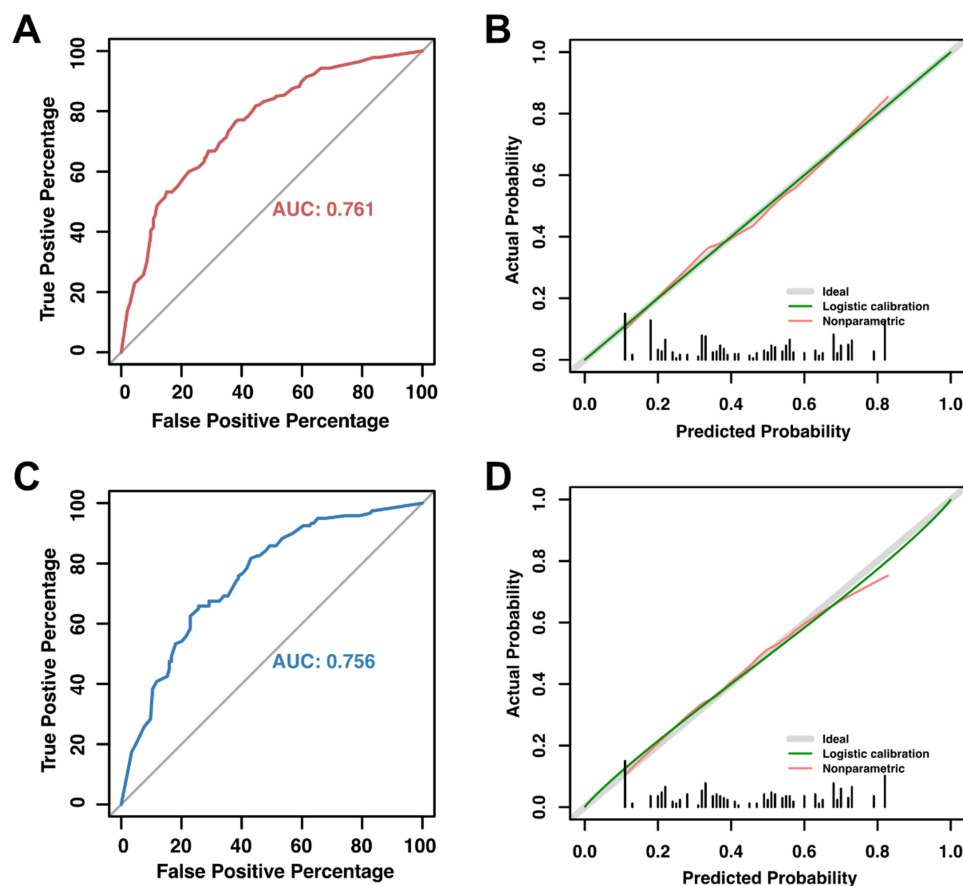 A
True Postive Percentage
100
80
60
40
20
0
AUC: 0.761
0 20 40 60 80 100
False Positive Percentage
B
Actual Probability
1.0
0.8
0.6
0.4
0.2
0.0
Ideal
Logistic calibration
Nonparametric
0.0 0.2 0.4 0.6 0.8 1.0
Predicted Probability
C
True Postive Percentage
100
80
60
40
20
0
AUC: 0.756
0 20 40 60 80 100
False Positive Percentage
D
Actual Probability
1.0
0.8
0.6
0.4
0.2
0.0
Ideal
Logistic calibration
Nonparametric
0.0 0.2 0.4 0.6 0.8 1.0
Predicted Probability